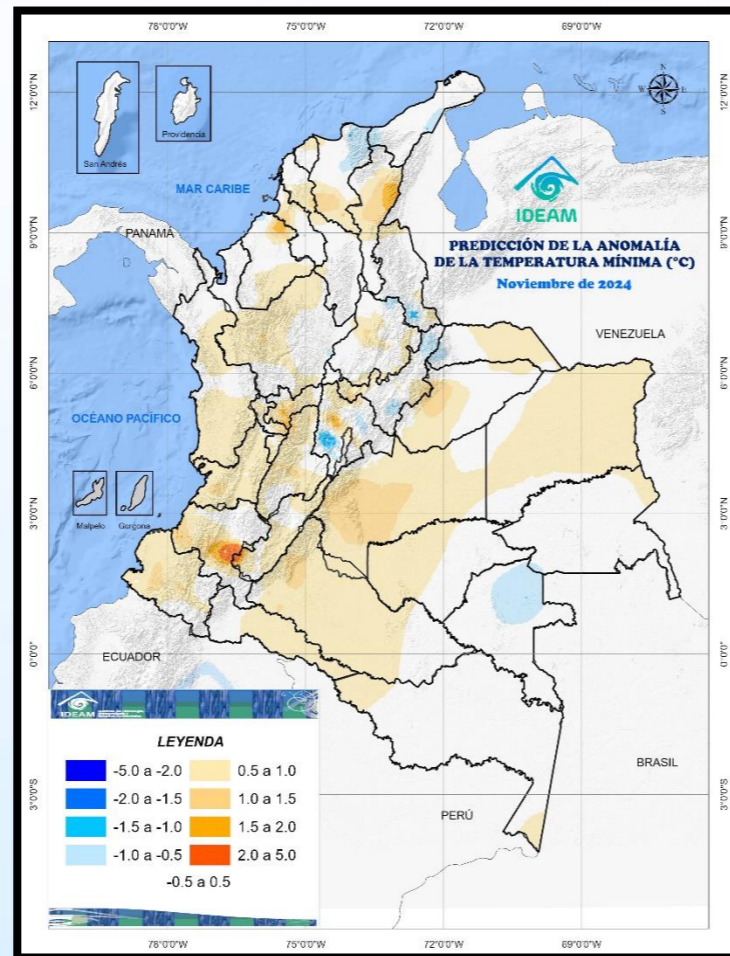 78°0'0"W 75°0'0"W 72°0'0"W 69°0'0"W
12°0'0"N
9°0'0"N
6°0'0"N
3°0'0"N
0°0'0"
3°0'0"S
12°0'0"N
9°0'0"N
6°0'0"N
3°0'0"N
0°0'0"
3°0'0"S
N
W E
S
San Andrés
Providencia
MAR CARIBE
IDEAM
PANAMÁ
PREDICCIÓN DE LA ANOMALÍA
DE LA TEMPERATURA MÍNIMA (°C)
Noviembre de 2024
VENEZUELA
OCÉANO PACÍFICO
Malpelo
Gorgona
ECUADOR
BRASIL
PERÚ
IDEAM
LEYENDA
-5.0 a -2.0 0.5 a 1.0
-2.0 a -1.5 1.0 a 1.5
-1.5 a -1.0 1.5 a 2.0
-1.0 a -0.5 2.0 a 5.0
-0.5 a 0.5
78°0'0"W 75°0'0"W 72°0'0"W 69°0'0"W